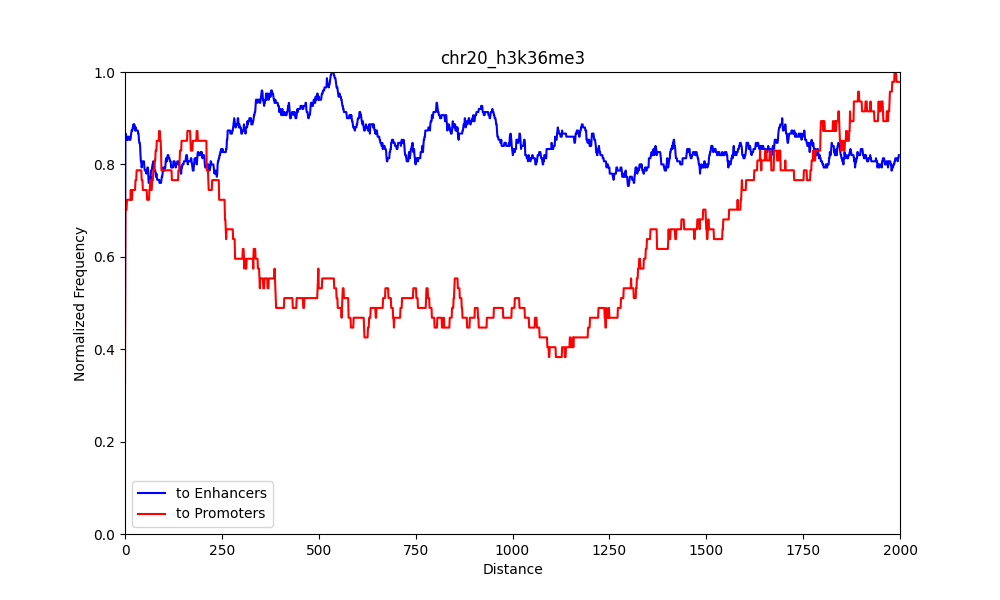 chr20_h3k36me3
Normalized Frequency
1.0
0.8
0.6
0.4
0.2
0.0
to Enhancers
to Promoters
0 250 500 750 1000 1250 1500 1750 2000
Distance